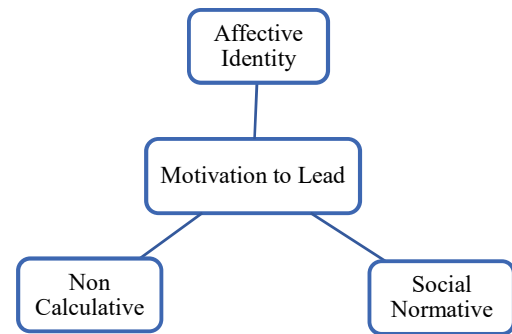 Affective
Identity
Motivation to Lead
Non
Calculative
Social
Normative